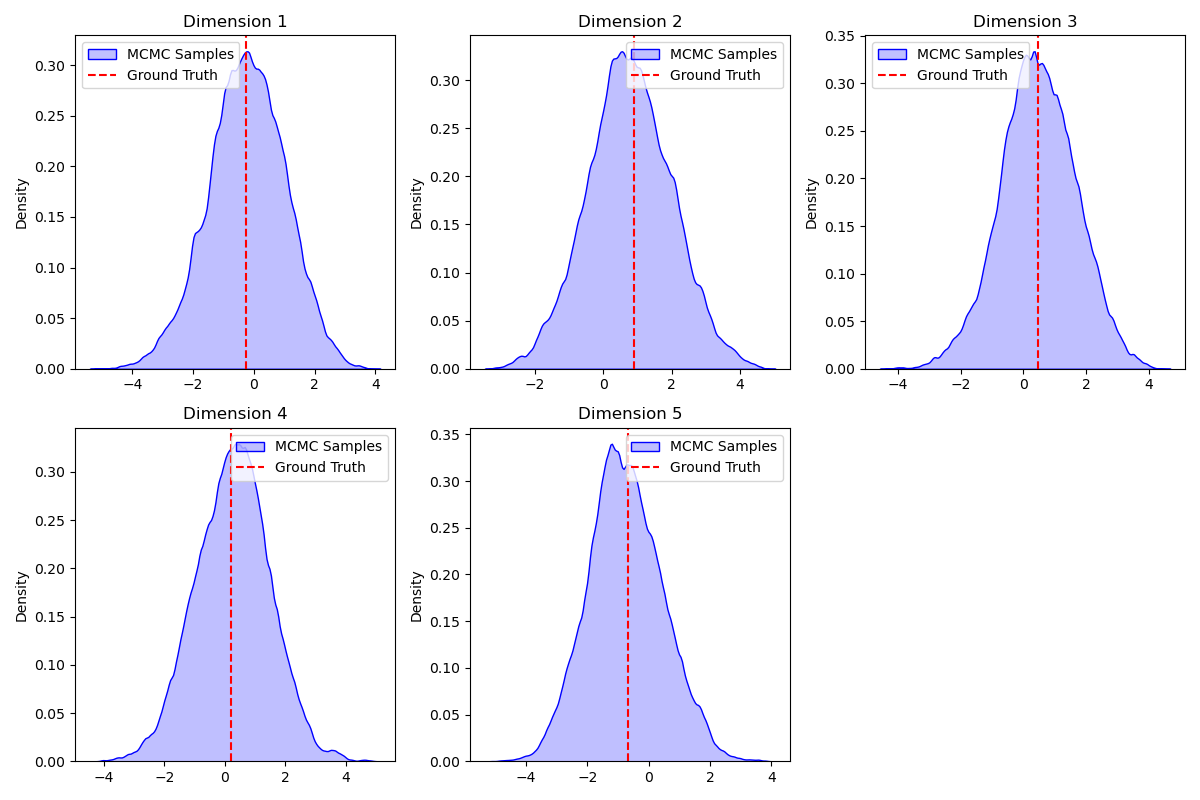 Dimension 1
MCMC Samples
Ground Truth
Density
0.30
0.25
0.20
0.15
0.10
0.05
0.00
−4 −2 0 2 4
Dimension 2
MCMC Samples
Ground Truth
Density
0.30
0.25
0.20
0.15
0.10
0.05
0.00
−2 0 2 4
Dimension 3
MCMC Samples
Ground Truth
Density
0.35
0.30
0.25
0.20
0.15
0.10
0.05
0.00
−4 −2 0 2 4
Dimension 4
MCMC Samples
Ground Truth
Density
0.30
0.25
0.20
0.15
0.10
0.05
0.00
−4 −2 0 2 4
Dimension 5
MCMC Samples
Ground Truth
Density
0.35
0.30
0.25
0.20
0.15
0.10
0.05
0.00
−4 −2 0 2 4